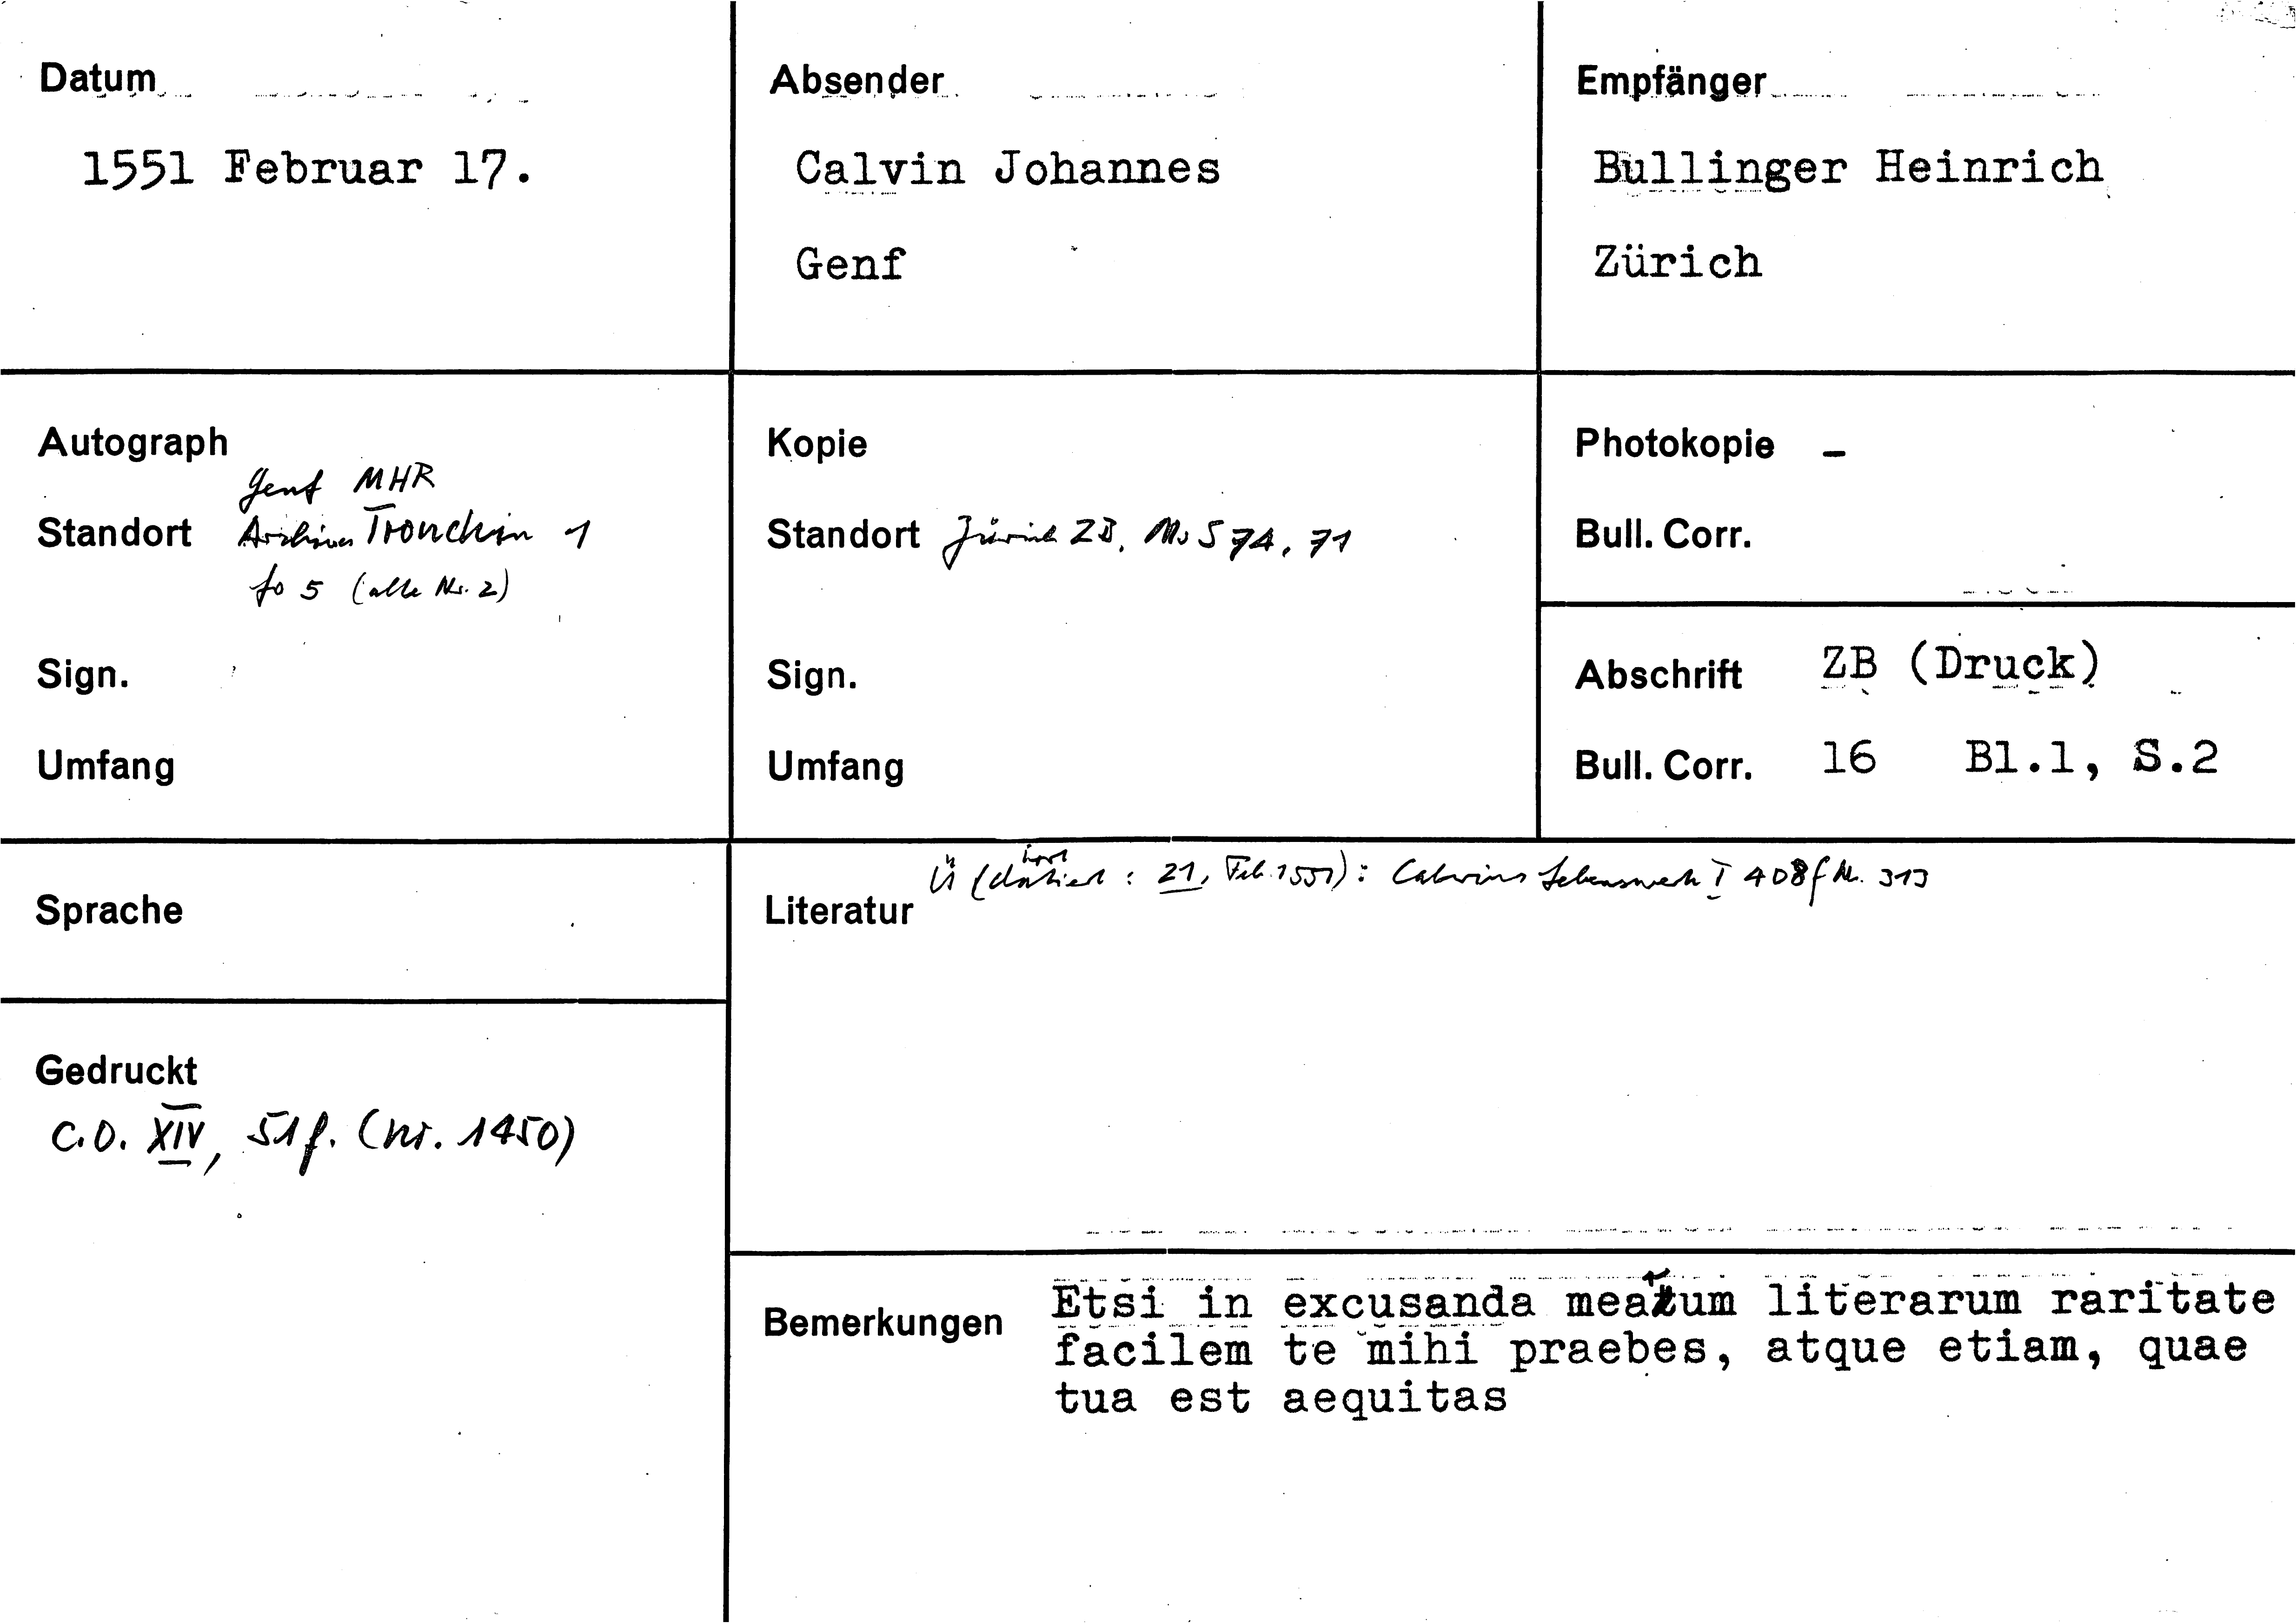 Datum
1551 Februar 17.
Absender
Calvin Johannes
Genf
Empfänger
Bullinger Heinrich
Zürich
Autograph
Genf MHR
Standort Archives Tronchin 1
fo 5 (alte Nr. 2)
Sign.
Umfang
Kopie
Standort Zürich ZB, Ms S 74, 71
Sign.
Umfang
Photokopie -
Bull. Corr.
Abschrift ZB (Druck)
Bull. Corr. 16 Bl.1, S.2
Sprache
Gedruckt
C.O. XIV, 51f. (Nr. 1450)
Literatur Ü (datiert : 21. Feb. 1551): Calvins Lebenswerk I 408f Nr. 313
Bemerkungen Etsi in excusanda mearum literarum raritate
facilem te mihi praebes, atque etiam, quae
tua est aequitas